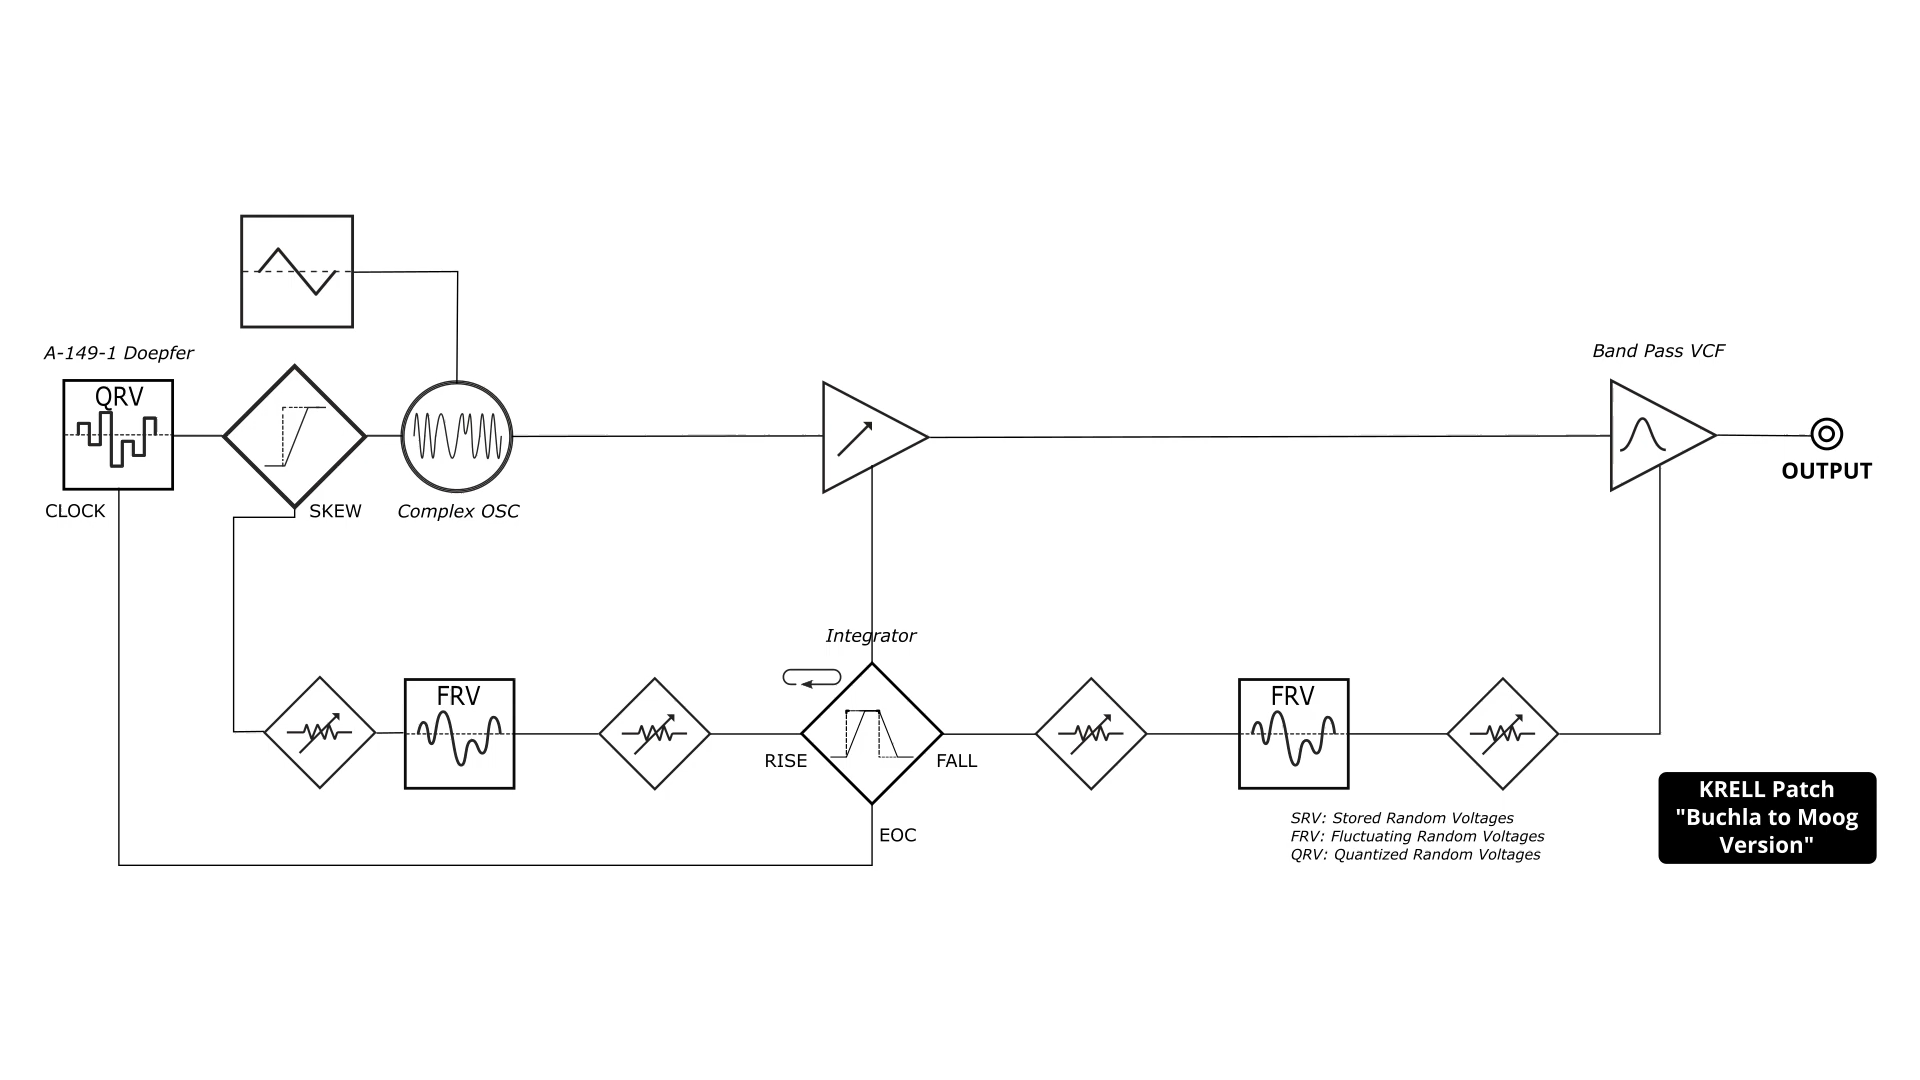 A-149-1 Doepfer
QRV
CLOCK
SKEW
Complex OSC
Band Pass VCF
OUTPUT
Integrator
FRV
RISE
FALL
FRV
EOC
SRV: Stored Random Voltages
FRV: Fluctuating Random Voltages
QRV: Quantized Random Voltages
KRELL Patch
"Buchla to Moog
Version"